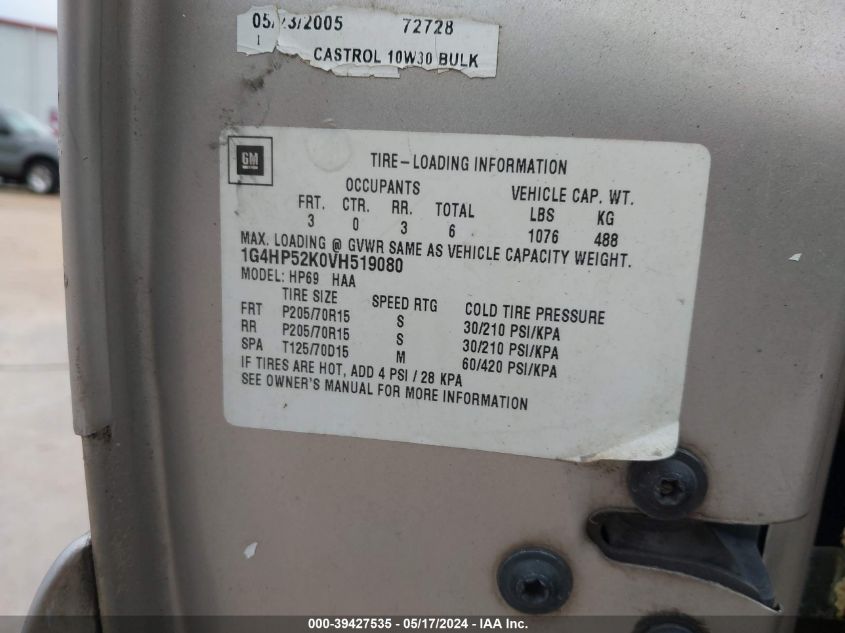 05/23/2005 72728
1
CASTROL 10W30 BULK
GM
TIRE-LOADING INFORMATION
OCCUPANTS VEHICLE CAP. WT.
FRT. CTR. RR. TOTAL LBS KG
3 0 3 6 1076 488
MAX. LOADING @ GVWR SAME AS VEHICLE CAPACITY WEIGHT.
1G4HP52K0VH519080
MODEL: HP69 HAA
TIRE SIZE SPEED RTG COLD TIRE PRESSURE
FRT P205/70R15 S 30/210 PSI/KPA
RR P205/70R15 S 30/210 PSI/KPA
SPA T125/70D15 M 60/420 PSI/KPA
IF TIRES ARE HOT, ADD 4 PSI / 28 KPA
SEE OWNER'S MANUAL FOR MORE INFORMATION
000-39427535 - 05/17/2024 - IAA Inc.